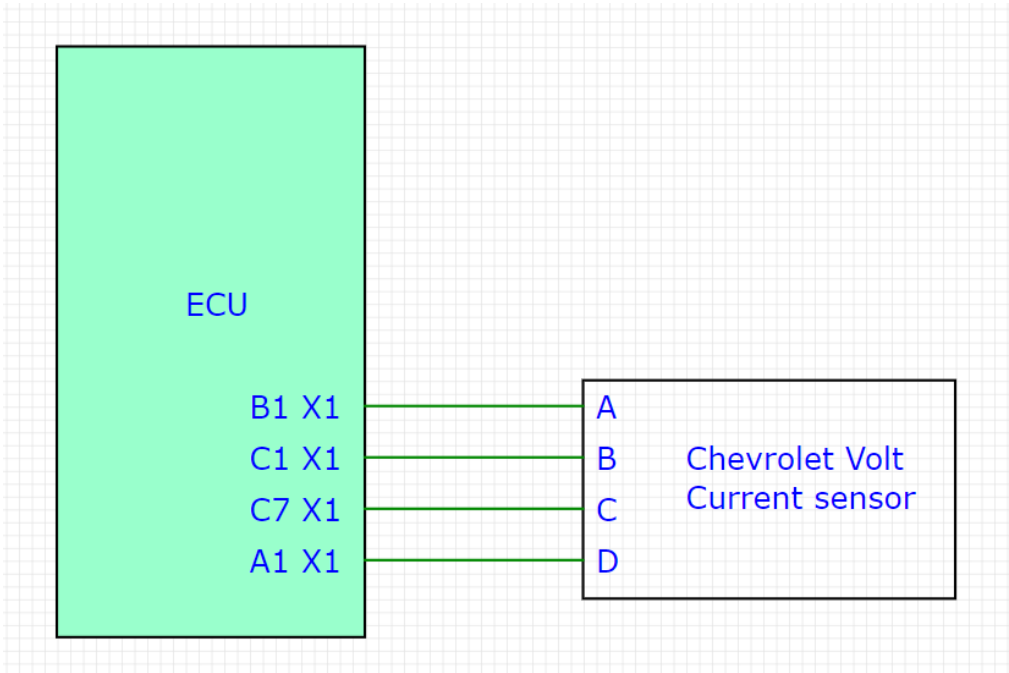 ECU
B1 X1
A
C1 X1
B
Chevrolet Volt
Current sensor
C7 X1
C
A1 X1
D